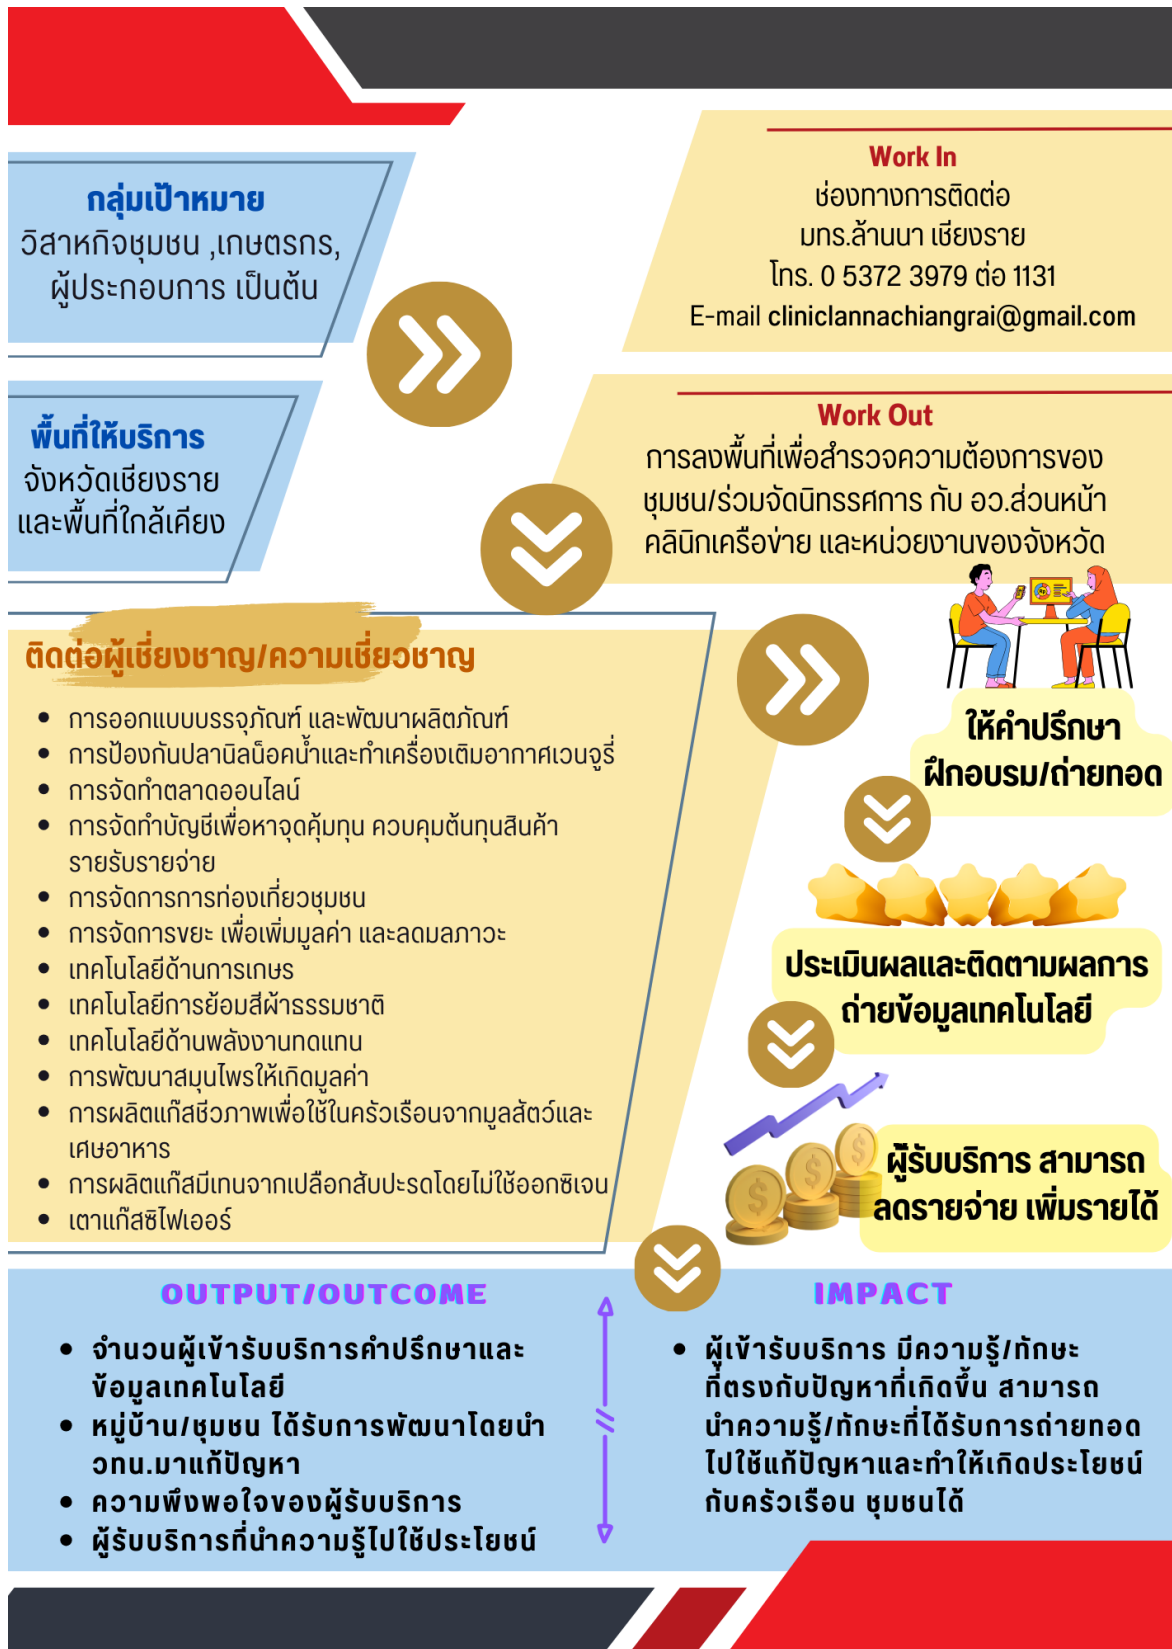 กลุ่มเป้าหมาย
วิสาหกิจชุมชน ,เกษตรกร,
ผู้ประกอบการ เป็นต้น
Work In
ช่องทางการติดต่อ
มทร.ล้านนา เชียงราย
โทร. 0 5372 3979 ต่อ 1131
E-mail cliniclannachiangrai@gmail.com
พื้นที่ให้บริการ
จังหวัดเชียงราย
และพื้นที่ใกล้เคียง
Work Out
การลงพื้นที่เพื่อสำรวจความต้องการของ
ชุมชน/ร่วมจัดนิทรรศการ กับ อว.ส่วนหน้า
คลินิกเครือข่าย และหน่วยงานของจังหวัด
ติดต่อผู้เชี่ยงชาญ/ความเชี่ยวชาญ
• การออกแบบบรรจุภัณฑ์ และพัฒนาผลิตภัณฑ์
• การป้องกันปลานิลน็อคน้ำและทำเครื่องเติมอากาศเวนจูรี่
• การจัดทำตลาดออนไลน์
• การจัดทำบัญชีเพื่อหาจุดคุ้มทุน ควบคุมต้นทุนสินค้า
รายรับรายจ่าย
• การจัดการการท่องเที่ยวชุมชน
• การจัดการขยะ เพื่อเพิ่มมูลค่า และลดมลภาวะ
• เทคโนโลยีด้านการเกษร
• เทคโนโลยีการย้อมสีผ้าธรรมชาติ
• เทคโนโลยีด้านพลังงานทดแทน
• การพัฒนาสมุนไพรให้เกิดมูลค่า
• การผลิตแก๊สชีวภาพเพื่อใช้ในครัวเรือนจากมูลสัตว์และ
เศษอาหาร
• การผลิตแก๊สมีเทนจากเปลือกสับปะรดโดยไม่ใช้ออกซิเจน
• เตาแก๊สซิไฟเออร์
ให้คำปรึกษา
ฝึกอบรม/ถ่ายทอด
ประเมินผลและติดตามผลการ
ถ่ายข้อมูลเทคโนโลยี
ผู้รับบริการ สามารถ
ลดรายจ่าย เพิ่มรายได้
OUTPUT/OUTCOME
• จำนวนผู้เข้ารับบริการคำปรึกษาและ
ข้อมูลเทคโนโลยี
• หมู่บ้าน/ชุมชน ได้รับการพัฒนาโดยนำ
วทน.มาแก้ปัญหา
• ความพึงพอใจของผู้รับบริการ
• ผู้รับบริการที่นำความรู้ไปใช้ประโยชน์
IMPACT
• ผู้เข้ารับบริการ มีความรู้/ทักษะ
ที่ตรงกับปัญหาที่เกิดขึ้น สามารถ
นำความรู้/ทักษะที่ได้รับการถ่ายทอด
ไปใช้แก้ปัญหาและทำให้เกิดประโยชน์
กับครัวเรือน ชุมชนได้